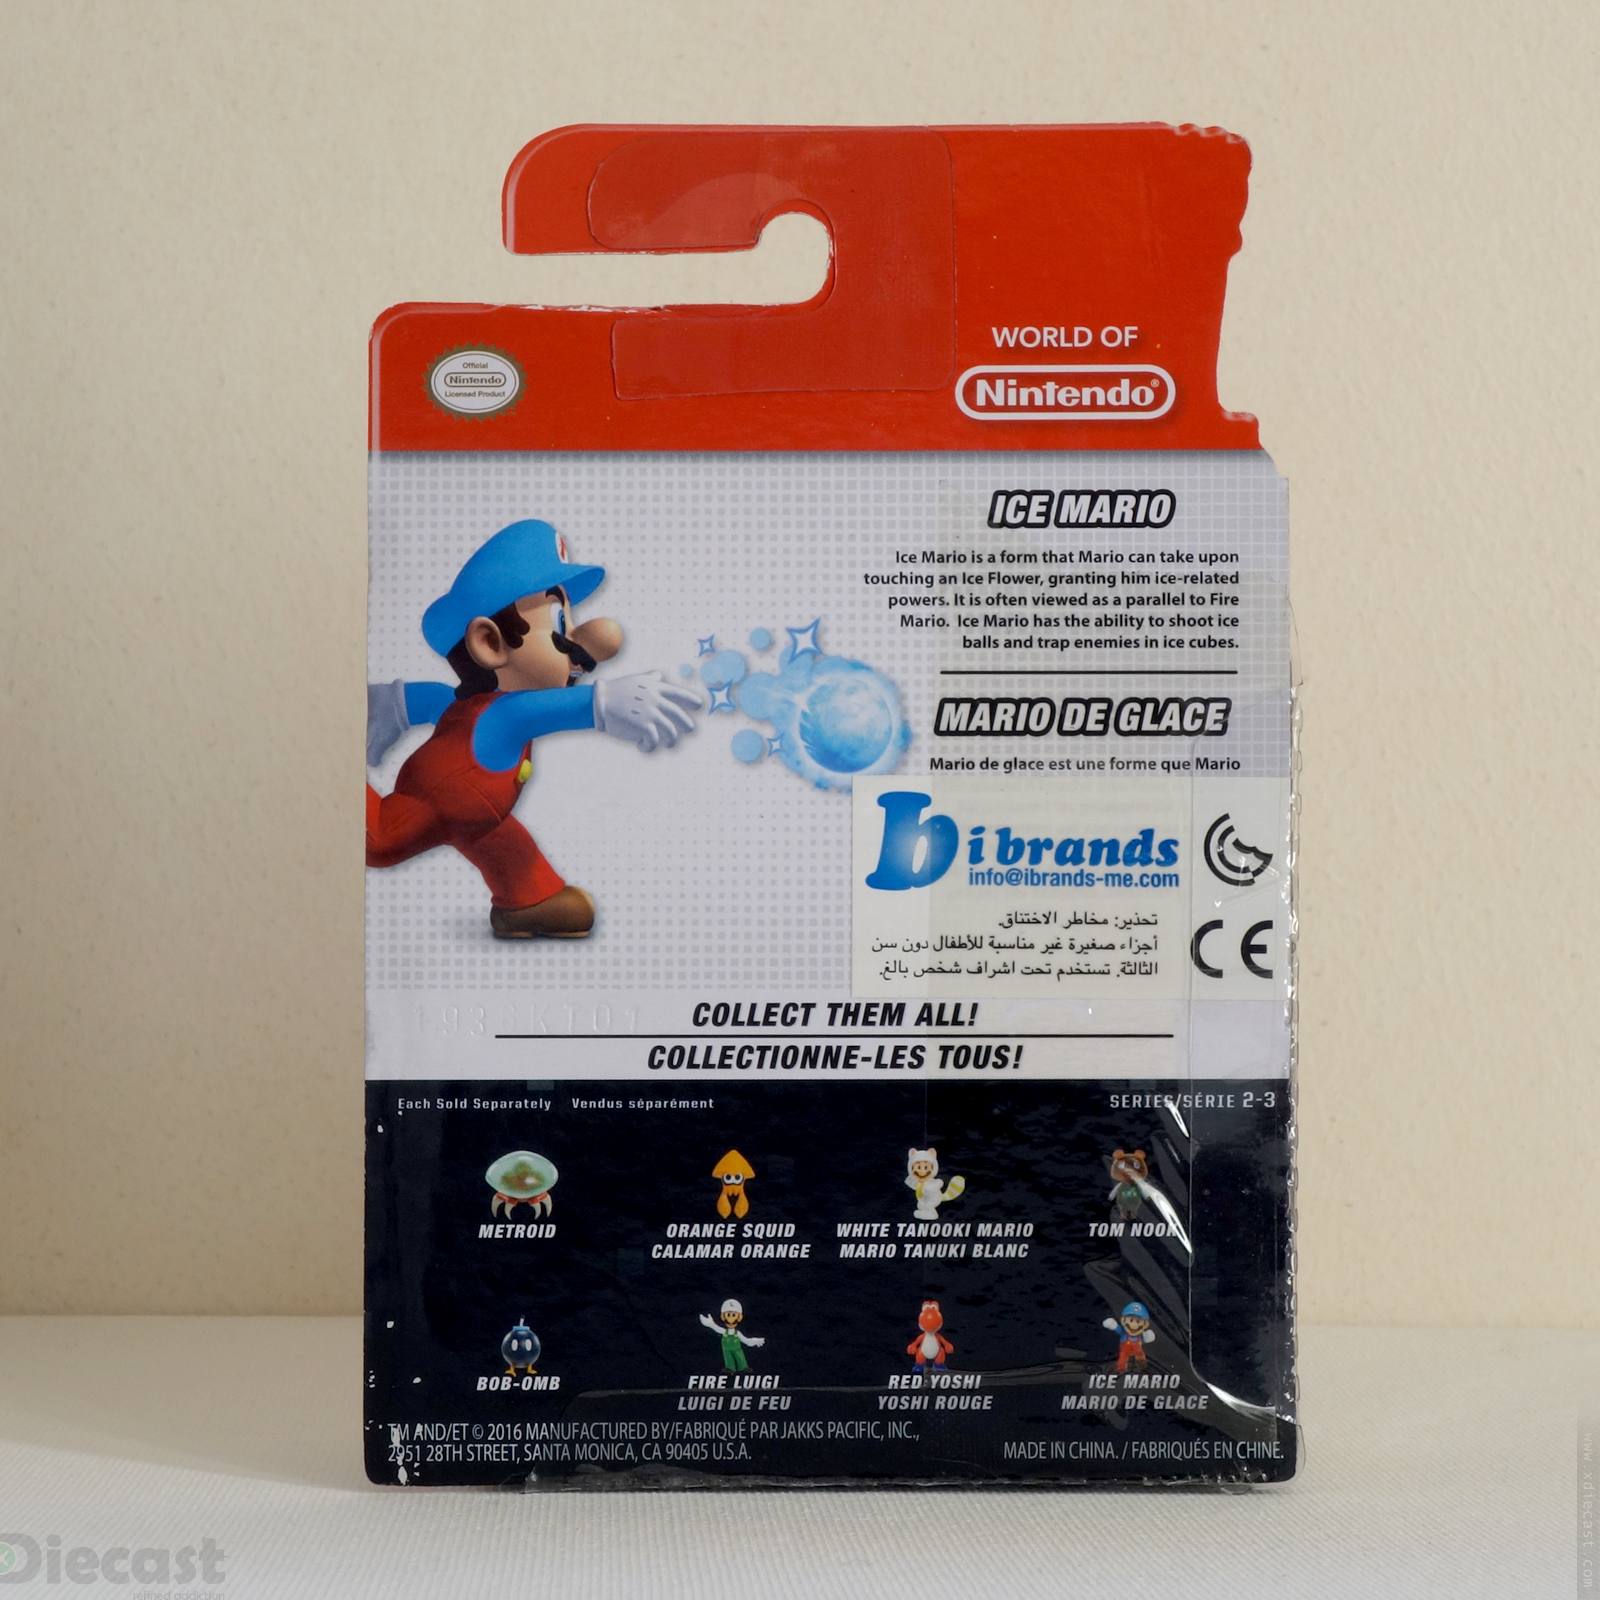 Official
Nintendo
Licensed Product
WORLD OF
Nintendo®
ICE MARIO
Ice Mario is a form that Mario can take upon
touching an Ice Flower, granting him ice-related
powers. It is often viewed as a parallel to Fire
Mario. Ice Mario has the ability to shoot ice
balls and trap enemies in ice cubes.
MARIO DE GLACE
Mario de glace est une forme que Mario
b i brands
info@ibrands-me.com
تحذير: مخاطر الاختناق.
أجزاء صغيرة غير مناسبة للأطفال دون سن
الثالثة. تستخدم تحت اشراف شخص بالغ.
CE
COLLECT THEM ALL!
COLLECTIONNE-LES TOUS!
Each Sold Separately Vendus séparément
SERIES/SÉRIE 2-3
METROID
ORANGE SQUID
CALAMAR ORANGE
WHITE TANOOKI MARIO
MARIO TANUKI BLANC
TOM NOOK
BOB-OMB
FIRE LUIGI
LUIGI DE FEU
RED YOSHI
YOSHI ROUGE
ICE MARIO
MARIO DE GLACE
TM AND/ET © 2016 MANUFACTURED BY/FABRIQUÉ PAR JAKKS PACIFIC, INC.,
2951 28TH STREET, SANTA MONICA, CA 90405 U.S.A.
MADE IN CHINA. / FABRIQUÉS EN CHINE.
xDiecast
refined addiction
www.xdiecast.com